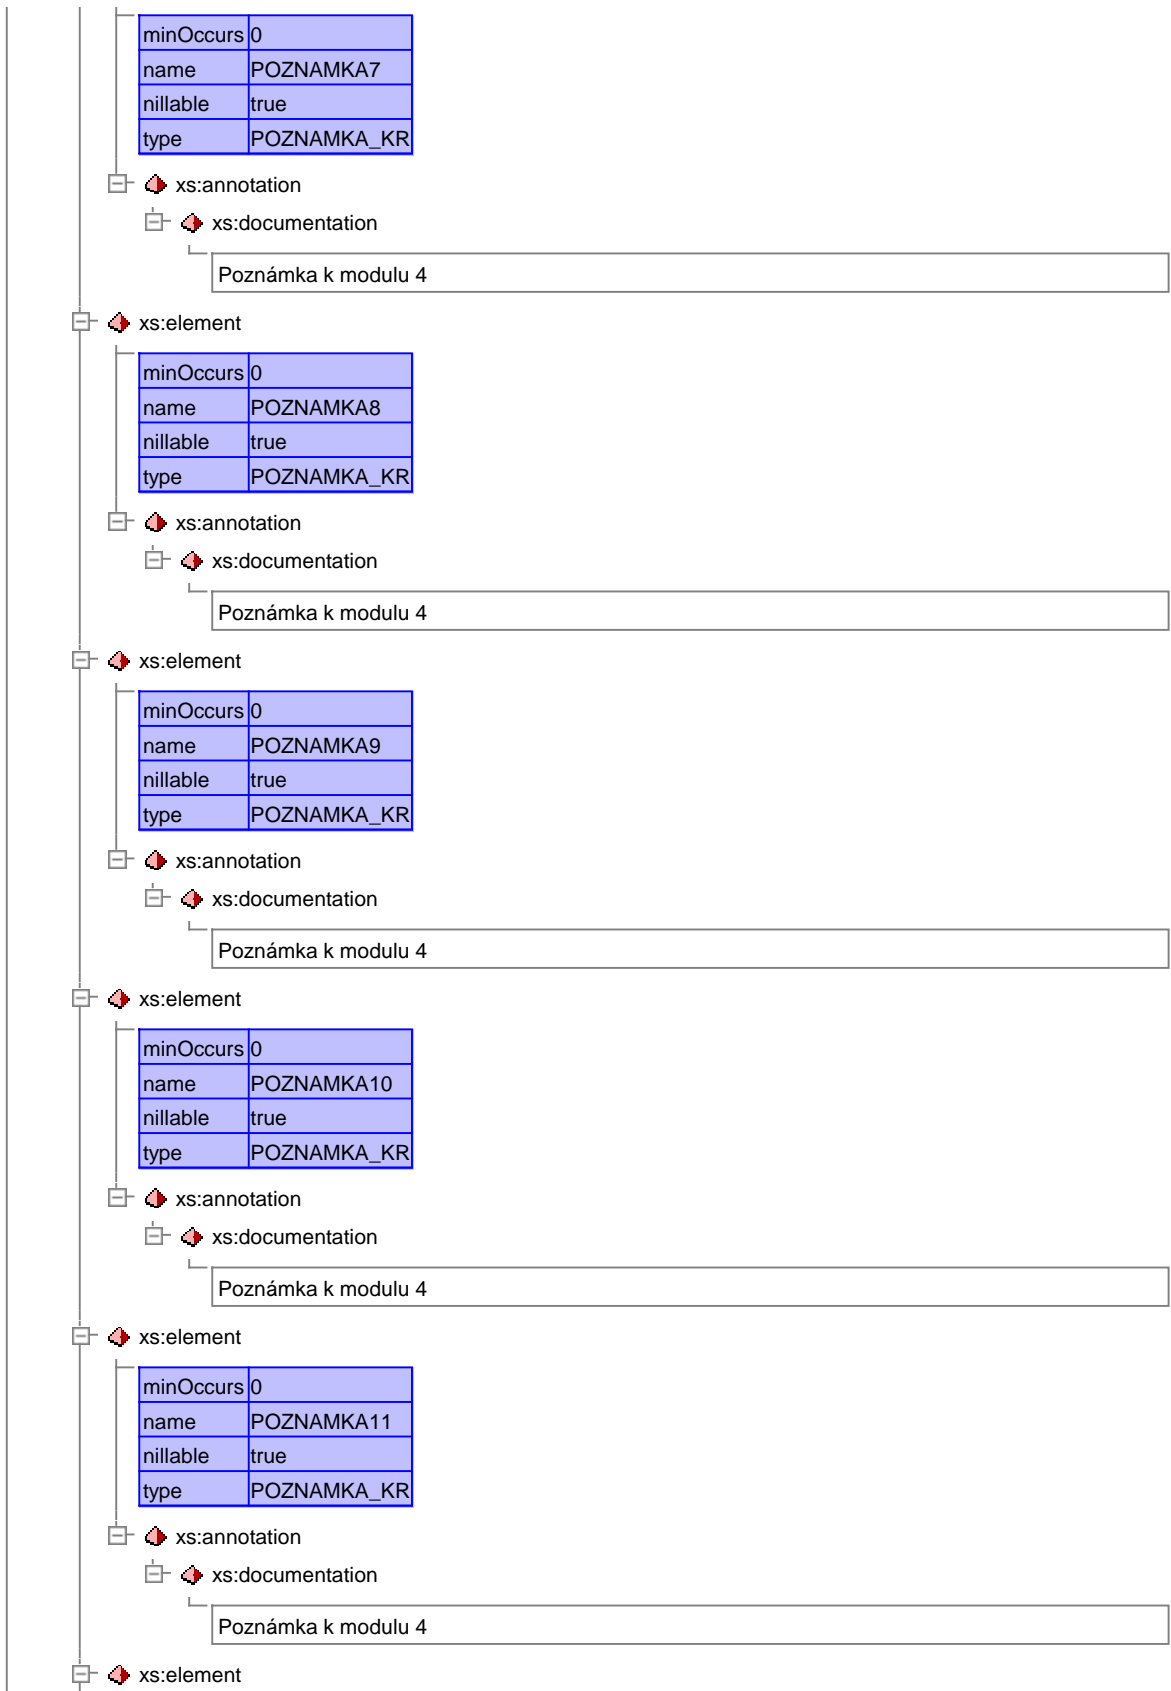 minOccurs 0
name POZNAMKA7
nillable true
type POZNAMKA_KR
xs:annotation
xs:documentation
Poznámka k modulu 4
xs:element
minOccurs 0
name POZNAMKA8
nillable true
type POZNAMKA_KR
xs:annotation
xs:documentation
Poznámka k modulu 4
xs:element
minOccurs 0
name POZNAMKA9
nillable true
type POZNAMKA_KR
xs:annotation
xs:documentation
Poznámka k modulu 4
xs:element
minOccurs 0
name POZNAMKA10
nillable true
type POZNAMKA_KR
xs:annotation
xs:documentation
Poznámka k modulu 4
xs:element
minOccurs 0
name POZNAMKA11
nillable true
type POZNAMKA_KR
xs:annotation
xs:documentation
Poznámka k modulu 4
xs:element